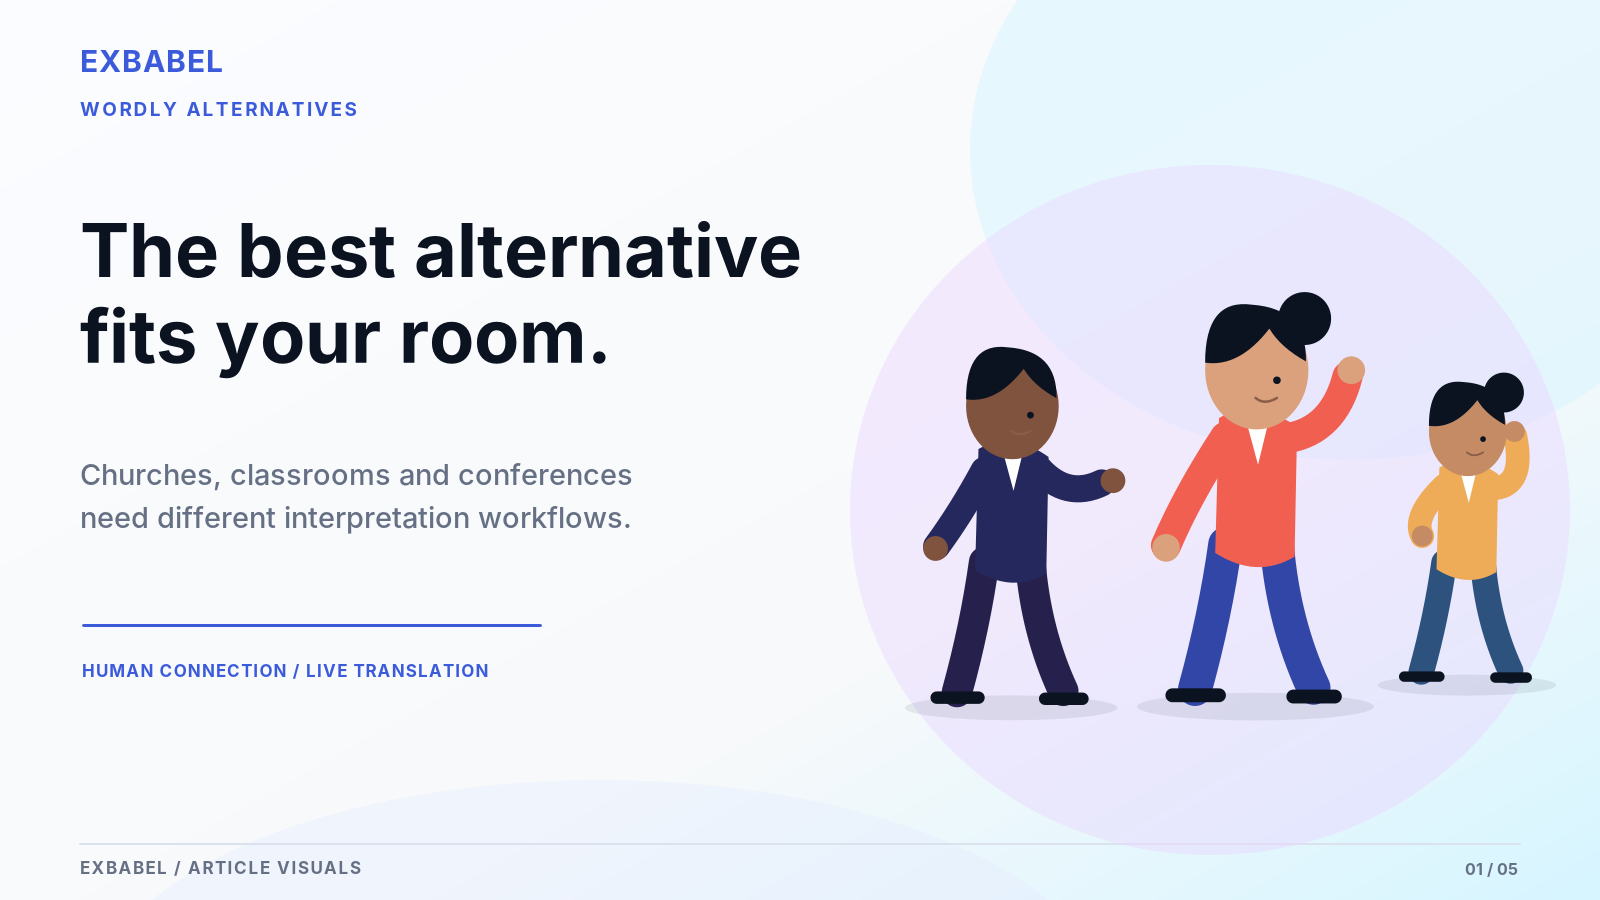 EXBABEL
WORDLY ALTERNATIVES
The best alternative
fits your room.
Churches, classrooms and conferences
need different interpretation workflows.
HUMAN CONNECTION / LIVE TRANSLATION
EXBABEL / ARTICLE VISUALS
01 / 05